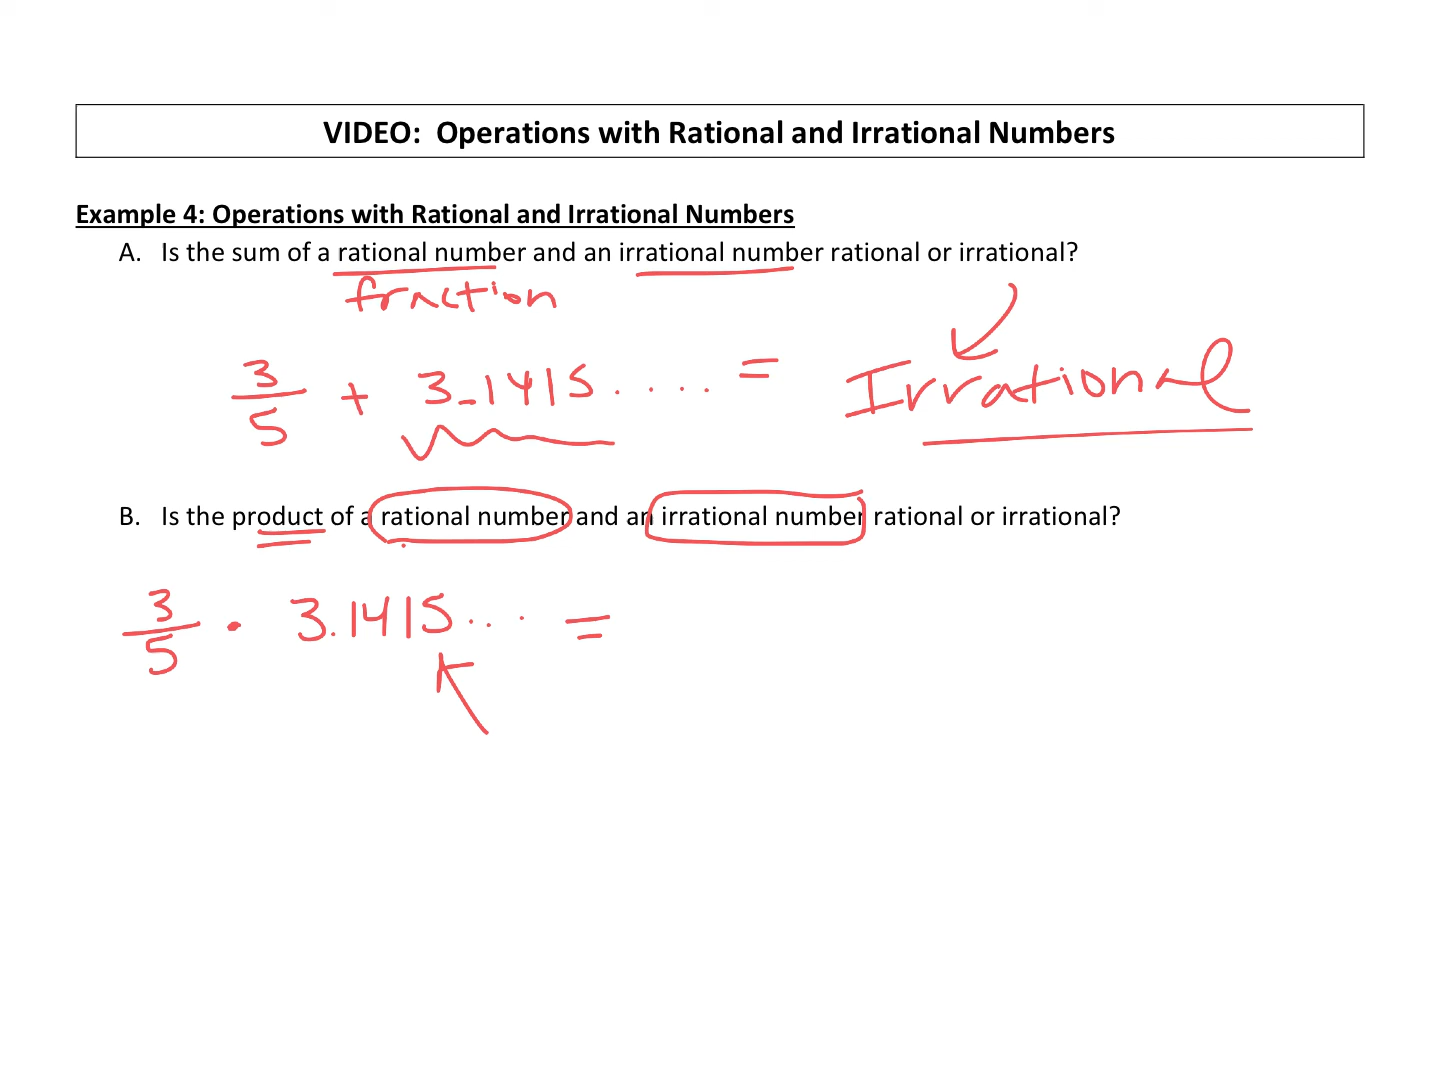 VIDEO: Operations with Rational and Irrational Numbers
Example 4: Operations with Rational and Irrational Numbers
A. Is the sum of a rational number and an irrational number rational or irrational?
fraction
3/5 + 3.1415.... = Irrational
B. Is the product of a rational number and an irrational number rational or irrational?
3/5 · 3.1415... =